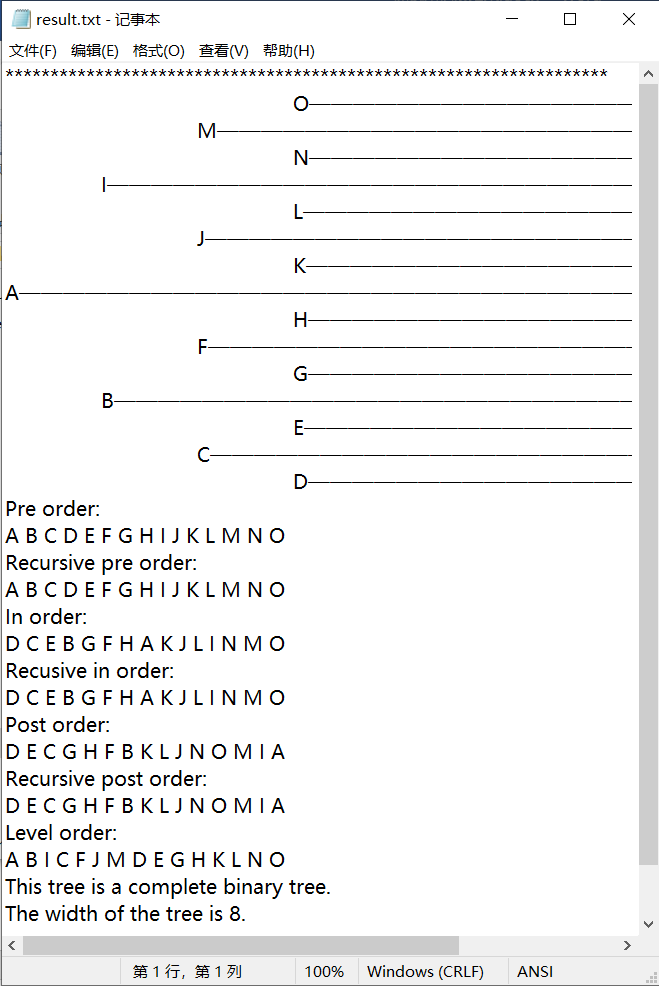 result.txt - 记事本
文件(F) 编辑(E) 格式(O) 查看(V) 帮助(H)
*******************************************************************
O
M
N
I
L
J
K
A
H
F
G
B
E
C
D
Pre order:
A B C D E F G H I J K L M N O
Recursive pre order:
A B C D E F G H I J K L M N O
In order:
D C E B G F H A K J L I N M O
Recusive in order:
D C E B G F H A K J L I N M O
Post order:
D E C G H F B K L J N O M I A
Recursive post order:
D E C G H F B K L J N O M I A
Level order:
A B I C F J M D E G H K L N O
This tree is a complete binary tree.
The width of the tree is 8.
第 1 行，第 1 列 100% Windows (CRLF) ANSI